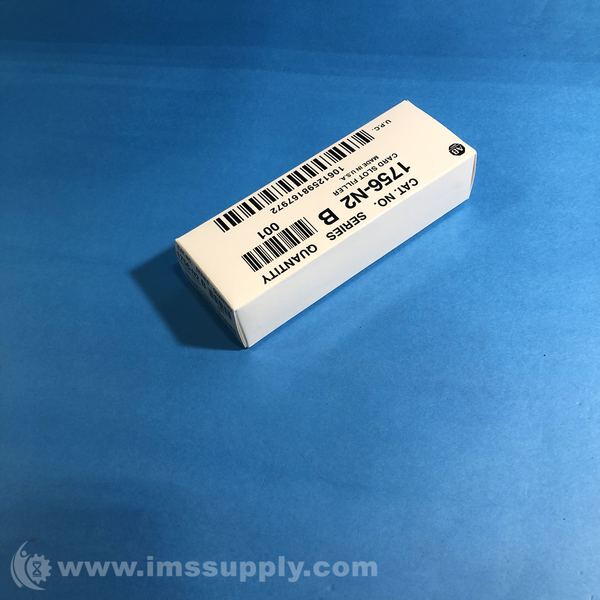 CAT. NO. SERIES QUANTITY
1756-N2 B 001
CARD SLOT FILLER
MADE IN U.S.A.
10612598167972
U.P.C.
www.imssupply.com